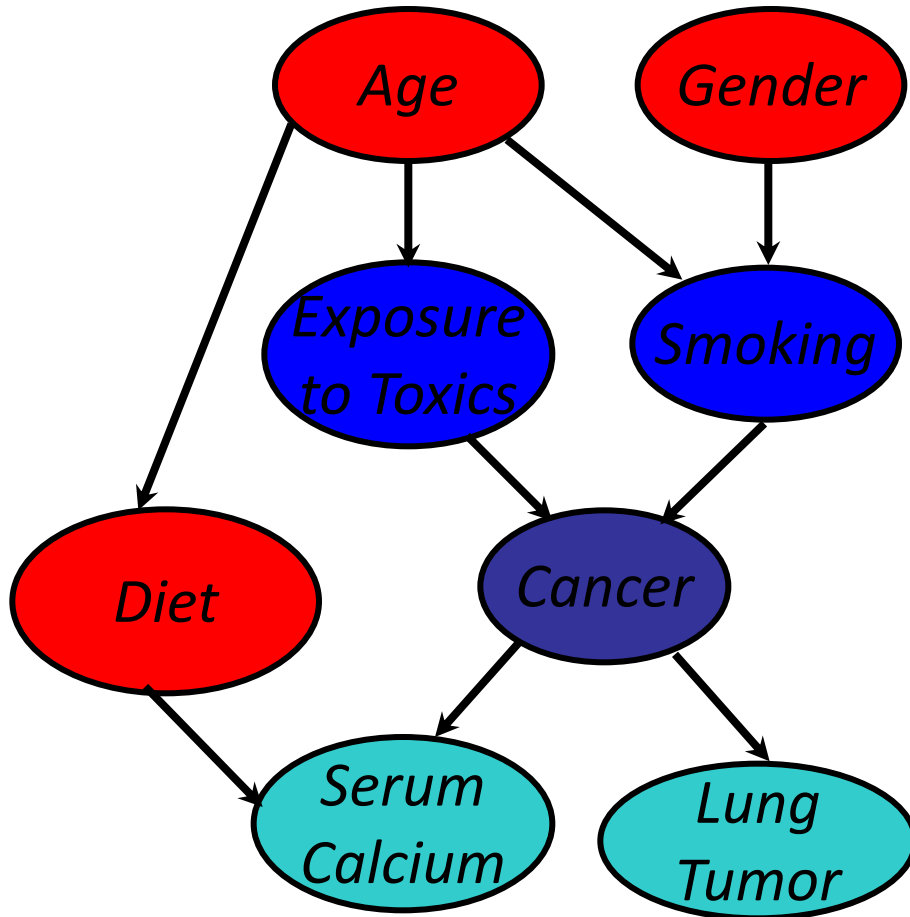 Age
Gender
Exposure
to Toxics
Smoking
Diet
Cancer
Serum
Calcium
Lung
Tumor